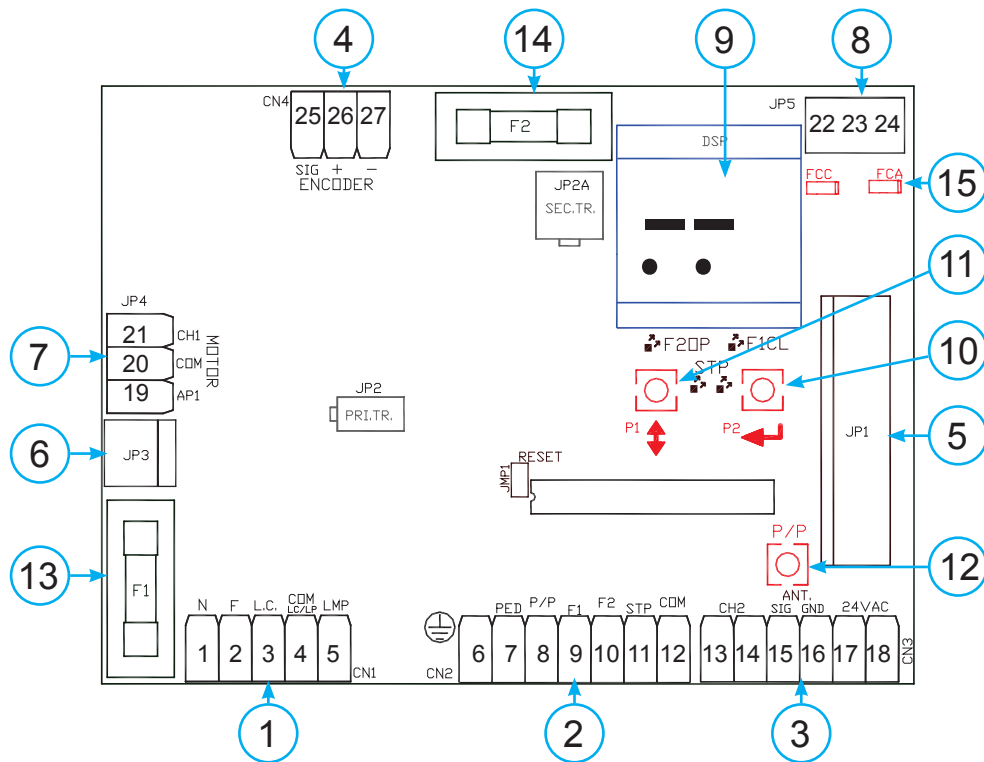 4 14 9 8
CN4 25 26 27
SIG + −
ENCODER
F2
DSP
JP5 22 23 24
FCC FCA
15
JP2A
SEC.TR.
11
JP4
21 CH1
20 COM
19 AP1
MOTOR
7
F2OP F1CL
STP
10
P1 P2
JP2
PRI.TR.
6
JP3
JP1
5
RESET
JMP1
P/P
12
13
F1
N F L.C. COM LC/LP LMP
1 2 3 4 5
CN1
PED P/P F1 F2 STP COM
CN2 6 7 8 9 10 11 12
ANT.
CH2 SIG GND 24VAC
13 14 15 16 17 18
CN3
1 2 3